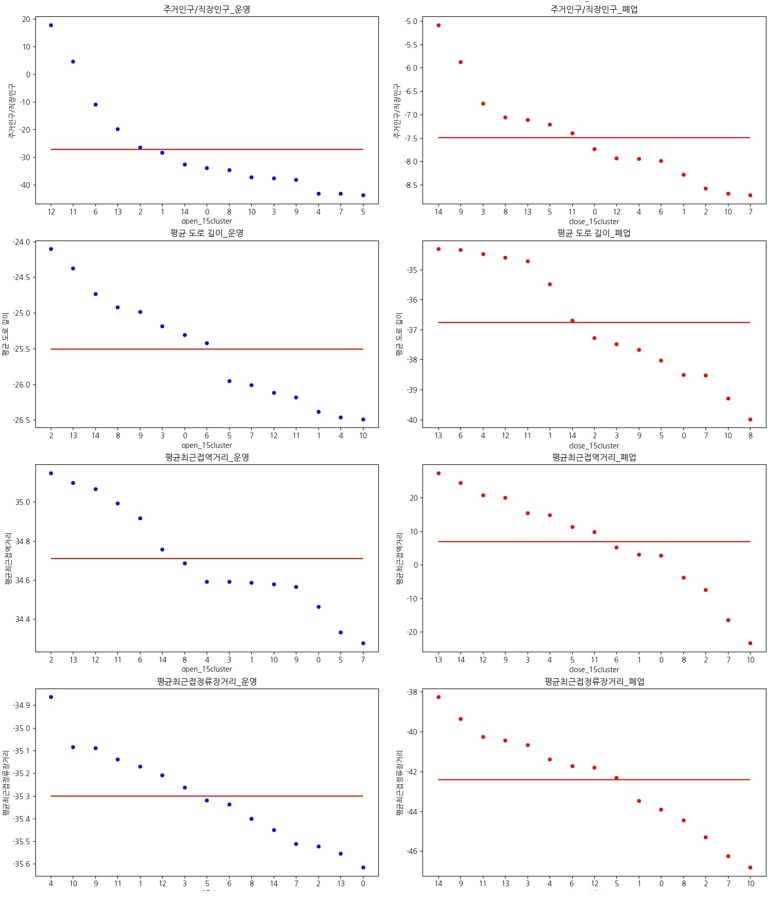 주거인구/직장인구_운영
주거인구/직장인구
20
10
0
-10
-20
-30
-40
12 11 6 13 2 1 14 0 8 10 3 9 4 7 5
open_15cluster
주거인구/직장인구_폐업
주거인구/직장인구
-5.0
-5.5
-6.0
-6.5
-7.0
-7.5
-8.0
-8.5
14 9 3 8 13 5 11 0 12 4 6 1 2 10 7
close_15cluster
평균 도로 길이_운영
평균 도로 길이
-24.0
-24.5
-25.0
-25.5
-26.0
-26.5
2 13 14 8 9 3 0 6 5 7 12 11 1 4 10
open_15cluster
평균 도로 길이_폐업
평균 도로 길이
-35
-36
-37
-38
-39
-40
13 6 4 12 11 1 14 2 3 9 5 0 7 10 8
close_15cluster
평균최근접역거리_운영
평균최근접역거리
35.0
34.8
34.6
34.4
2 13 12 11 6 14 8 4 3 1 10 9 0 5 7
open_15cluster
평균최근접역거리_폐업
평균최근접역거리
20
10
0
-10
-20
13 14 12 9 3 4 5 11 6 1 0 8 2 7 10
close_15cluster
평균최근접정류장거리_운영
평균최근접정류장거리
-34.9
-35.0
-35.1
-35.2
-35.3
-35.4
-35.5
-35.6
4 10 9 11 1 12 3 5 6 8 14 7 2 13 0
평균최근접정류장거리_폐업
평균최근접정류장거리
-38
-40
-42
-44
-46
14 9 11 13 3 4 6 12 5 1 0 8 2 7 10